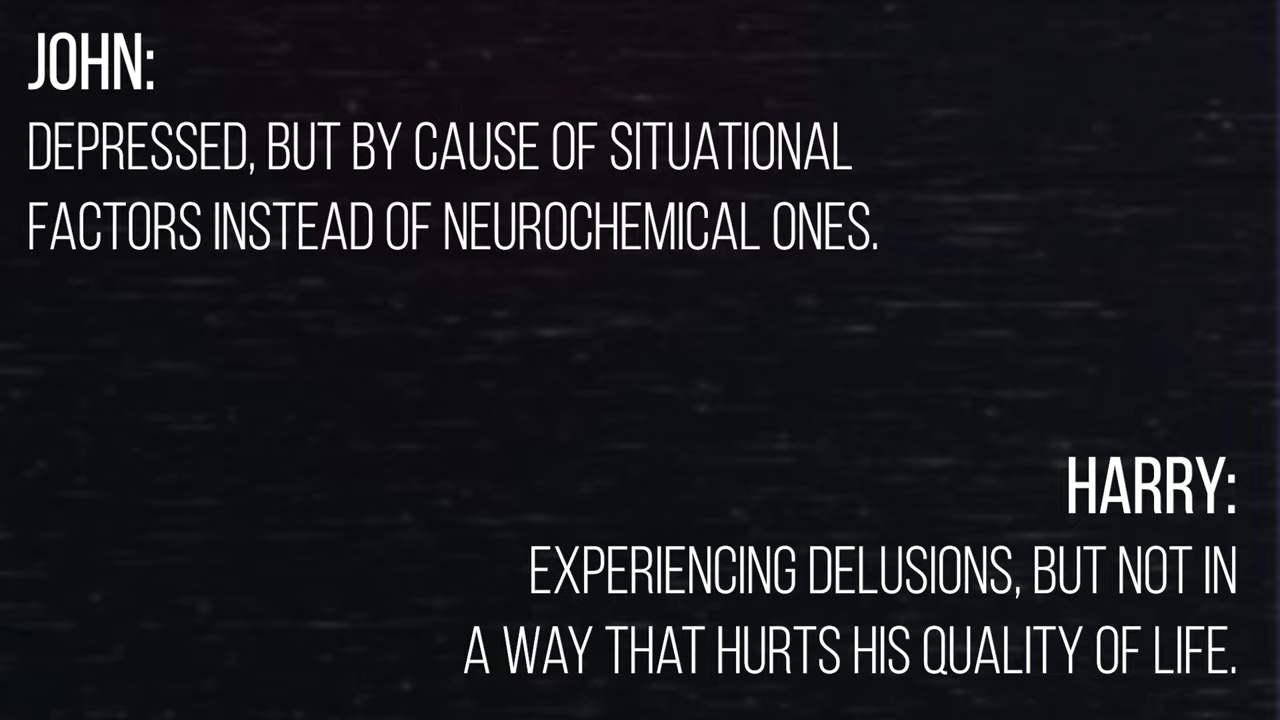 JOHN:
DEPRESSED, BUT BY CAUSE OF SITUATIONAL
FACTORS INSTEAD OF NEUROCHEMICAL ONES.
HARRY:
EXPERIENCING DELUSIONS, BUT NOT IN
A WAY THAT HURTS HIS QUALITY OF LIFE.